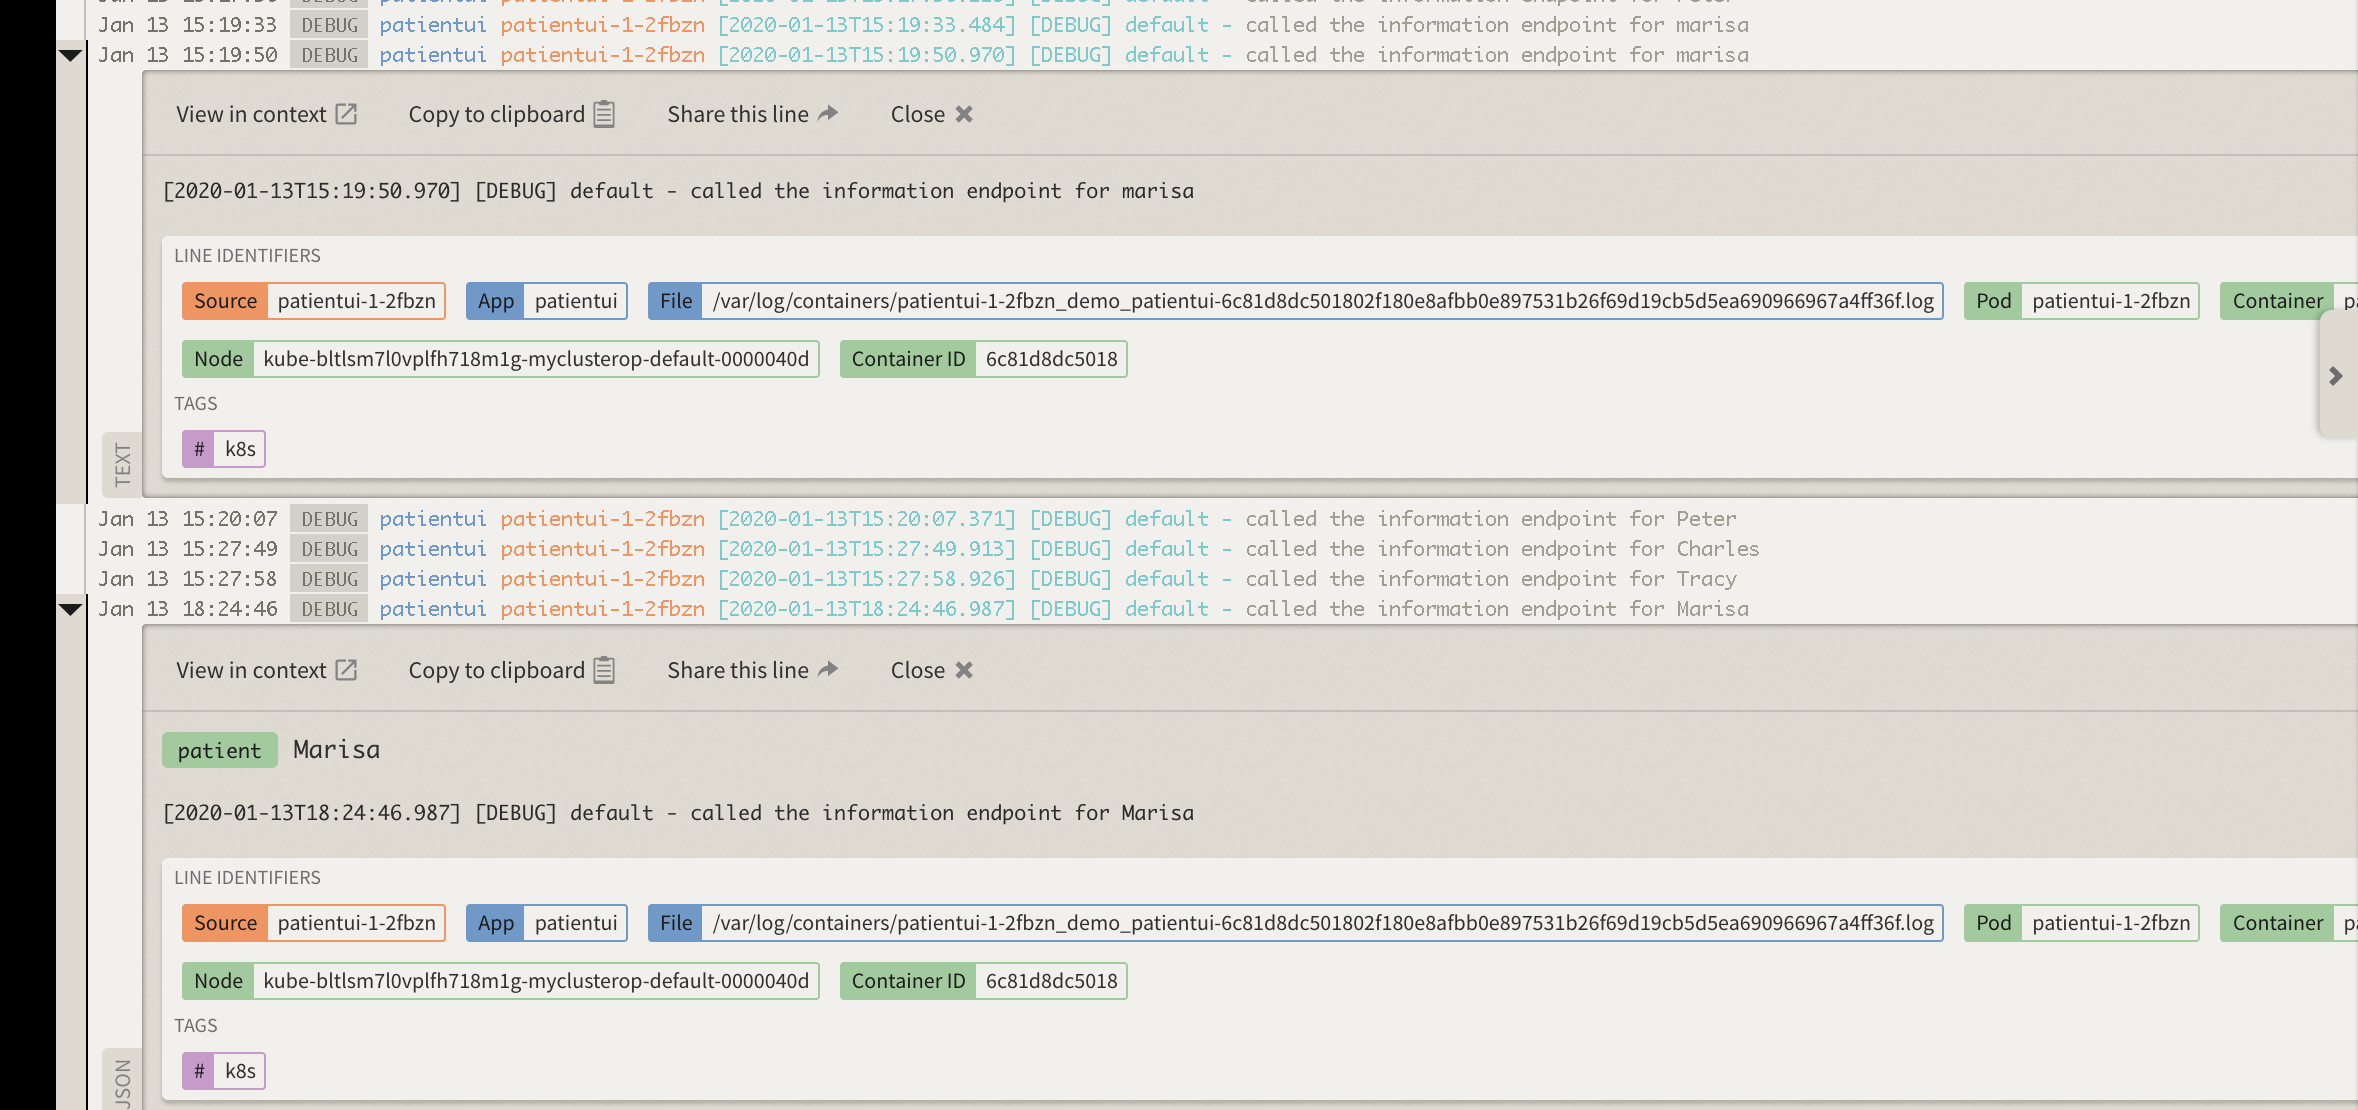 Jan 13 15:19:33 DEBUG patientui patientui-1-2fbzn [2020-01-13T15:19:33.484] [DEBUG] default - called the information endpoint for marisa
Jan 13 15:19:50 DEBUG patientui patientui-1-2fbzn [2020-01-13T15:19:50.970] [DEBUG] default - called the information endpoint for marisa
View in context Copy to clipboard Share this line Close
[2020-01-13T15:19:50.970] [DEBUG] default - called the information endpoint for marisa
LINE IDENTIFIERS
Source patientui-1-2fbzn App patientui File /var/log/containers/patientui-1-2fbzn_demo_patientui-6c81d8dc501802f180e8afbb0e897531b26f69d19cb5d5ea690966967a4ff36f.log Pod patientui-1-2fbzn Container
Node kube-bltlsm7l0vplfh718m1g-myclusterop-default-0000040d Container ID 6c81d8dc5018
TAGS
# k8s
TEXT
Jan 13 15:20:07 DEBUG patientui patientui-1-2fbzn [2020-01-13T15:20:07.371] [DEBUG] default - called the information endpoint for Peter
Jan 13 15:27:49 DEBUG patientui patientui-1-2fbzn [2020-01-13T15:27:49.913] [DEBUG] default - called the information endpoint for Charles
Jan 13 15:27:58 DEBUG patientui patientui-1-2fbzn [2020-01-13T15:27:58.926] [DEBUG] default - called the information endpoint for Tracy
Jan 13 18:24:46 DEBUG patientui patientui-1-2fbzn [2020-01-13T18:24:46.987] [DEBUG] default - called the information endpoint for Marisa
View in context Copy to clipboard Share this line Close
patient Marisa
[2020-01-13T18:24:46.987] [DEBUG] default - called the information endpoint for Marisa
LINE IDENTIFIERS
Source patientui-1-2fbzn App patientui File /var/log/containers/patientui-1-2fbzn_demo_patientui-6c81d8dc501802f180e8afbb0e897531b26f69d19cb5d5ea690966967a4ff36f.log Pod patientui-1-2fbzn Container
Node kube-bltlsm7l0vplfh718m1g-myclusterop-default-0000040d Container ID 6c81d8dc5018
TAGS
# k8s
JSON